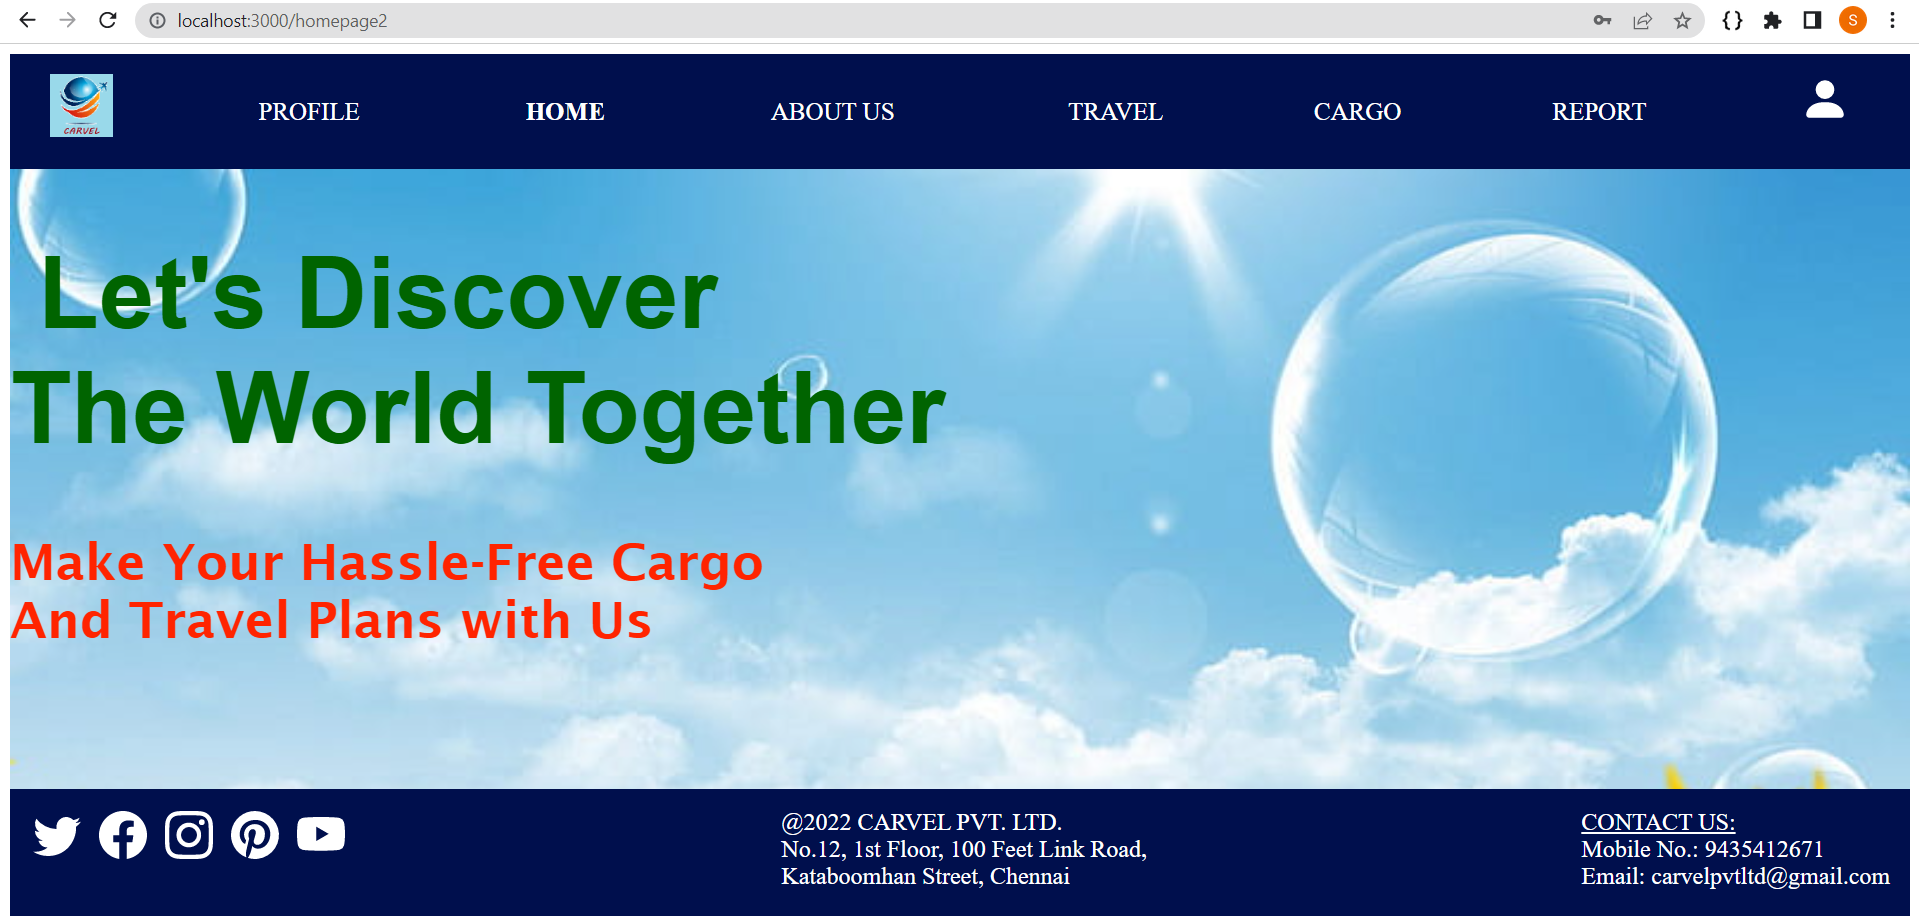 localhost:3000/homepage2
S
CARVEL
PROFILE
HOME
ABOUT US
TRAVEL
CARGO
REPORT
Let's Discover
The World Together
Make Your Hassle-Free Cargo
And Travel Plans with Us
@2022 CARVEL PVT. LTD.
No.12, 1st Floor, 100 Feet Link Road,
Kataboomhan Street, Chennai
CONTACT US:
Mobile No.: 9435412671
Email: carvelpvtltd@gmail.com